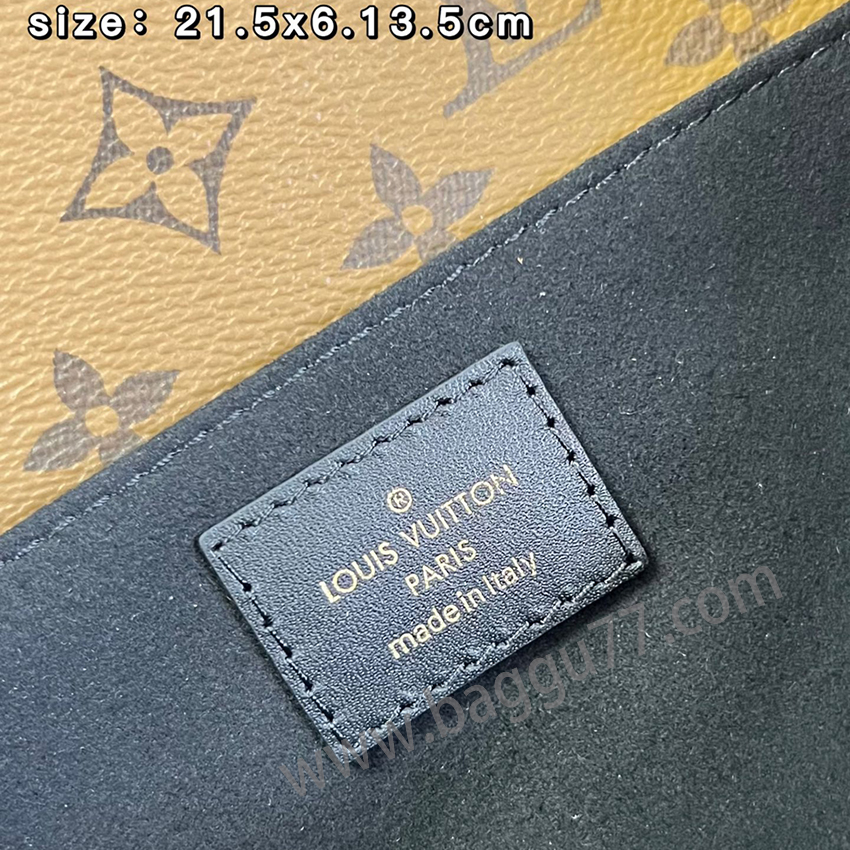 size: 21.5x6.13.5cm
®
LOUIS VUITTON
PARIS
made in Italy
www.baggu77.com